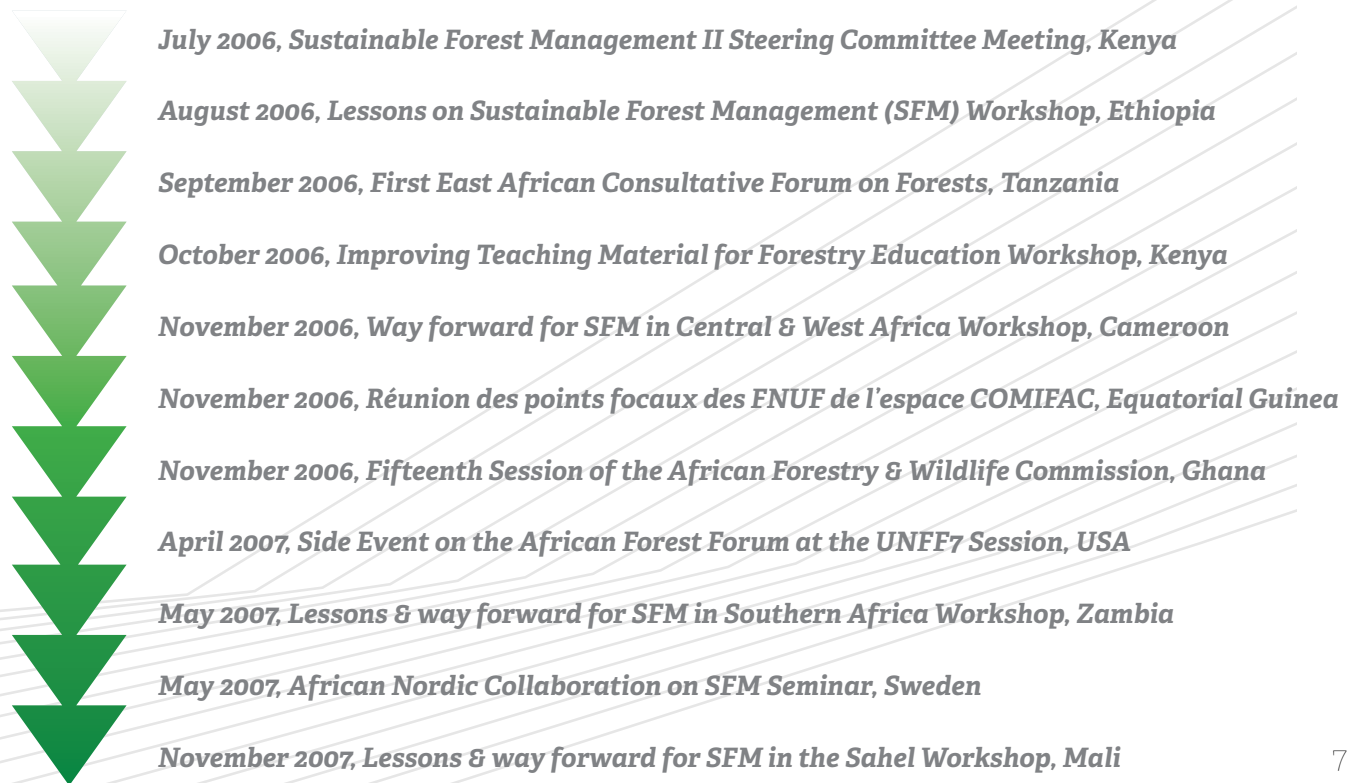 July 2006, Sustainable Forest Management II Steering Committee Meeting, Kenya
August 2006, Lessons on Sustainable Forest Management (SFM) Workshop, Ethiopia
September 2006, First East African Consultative Forum on Forests, Tanzania
October 2006, Improving Teaching Material for Forestry Education Workshop, Kenya
November 2006, Way forward for SFM in Central & West Africa Workshop, Cameroon
November 2006, Réunion des points focaux des FNUF de l'espace COMIFAC, Equatorial Guinea
November 2006, Fifteenth Session of the African Forestry & Wildlife Commission, Ghana
April 2007, Side Event on the African Forest Forum at the UNFF7 Session, USA
May 2007, Lessons & way forward for SFM in Southern Africa Workshop, Zambia
May 2007, African Nordic Collaboration on SFM Seminar, Sweden
November 2007, Lessons & way forward for SFM in the Sahel Workshop, Mali
7